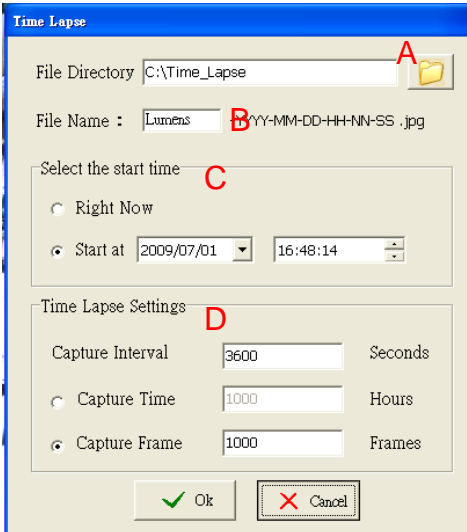 Time Lapse
A
File Directory C:\Time_Lapse
File Name : Lumens B -YYYY-MM-DD-HH-NN-SS .jpg
Select the start time C
Right Now
Start at 2009/07/01 16:48:14
Time Lapse Settings D
Capture Interval 3600 Seconds
Capture Time 1000 Hours
Capture Frame 1000 Frames
Ok Cancel